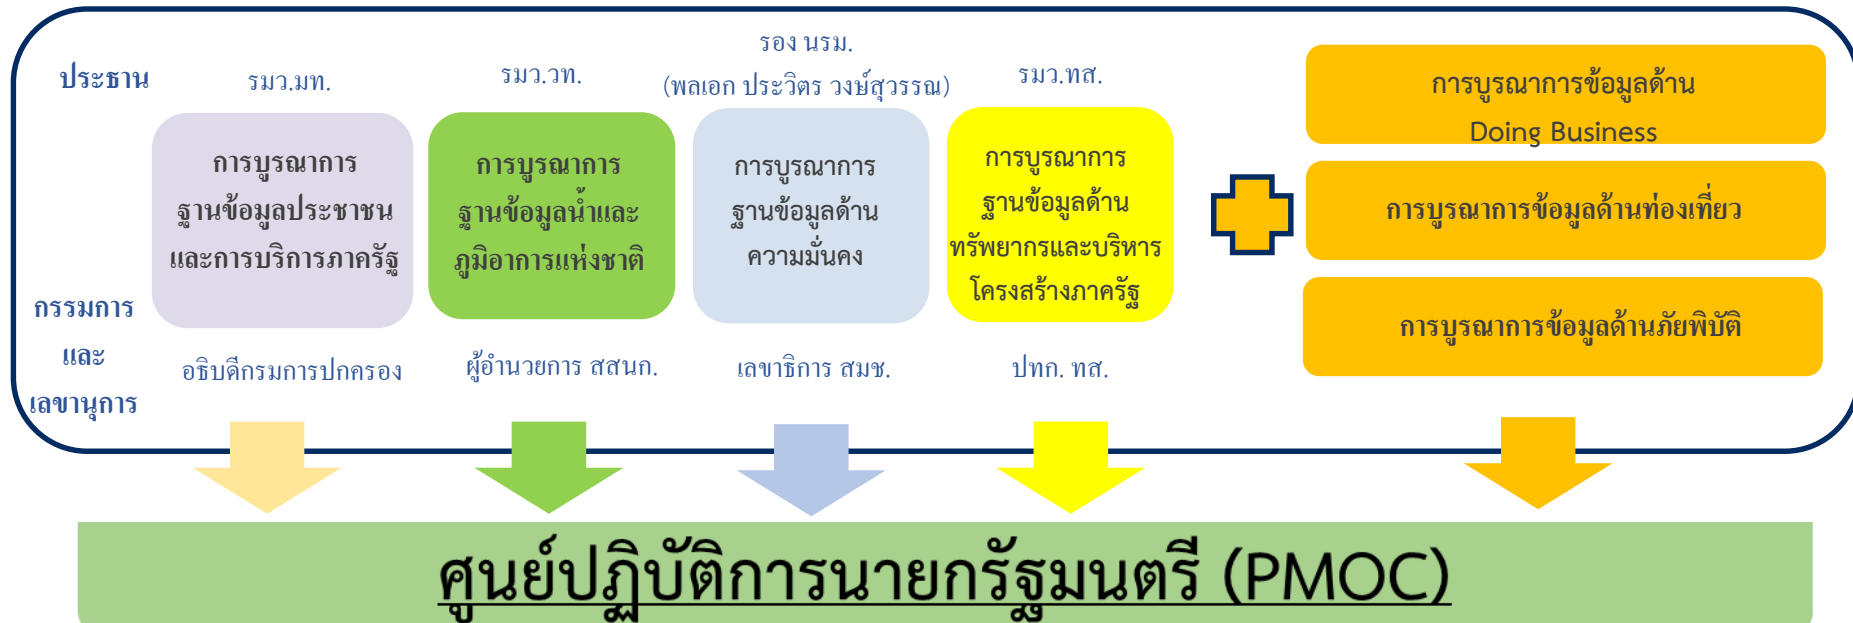 ประธาน
รมว.มท.
รมว.วท.
รอง นรม.
(พลเอก ประวิตร วงษ์สุวรรณ)
รมว.ทส.
การบูรณาการ
ฐานข้อมูลประชาชน
และการบริการภาครัฐ
การบูรณาการ
ฐานข้อมูลน้ำและ
ภูมิอาการแห่งชาติ
การบูรณาการ
ฐานข้อมูลด้าน
ความมั่นคง
การบูรณาการ
ฐานข้อมูลด้าน
ทรัพยากรและบริหาร
โครงสร้างภาครัฐ
การบูรณาการข้อมูลด้าน
Doing Business
การบูรณาการข้อมูลด้านท่องเที่ยว
การบูรณาการข้อมูลด้านภัยพิบัติ
กรรมการ
และ
เลขานุการ
อธิบดีกรมการปกครอง
ผู้อำนวยการ สสนก.
เลขาธิการ สมช.
ปทก. ทส.
ศูนย์ปฏิบัติการนายกรัฐมนตรี (PMOC)